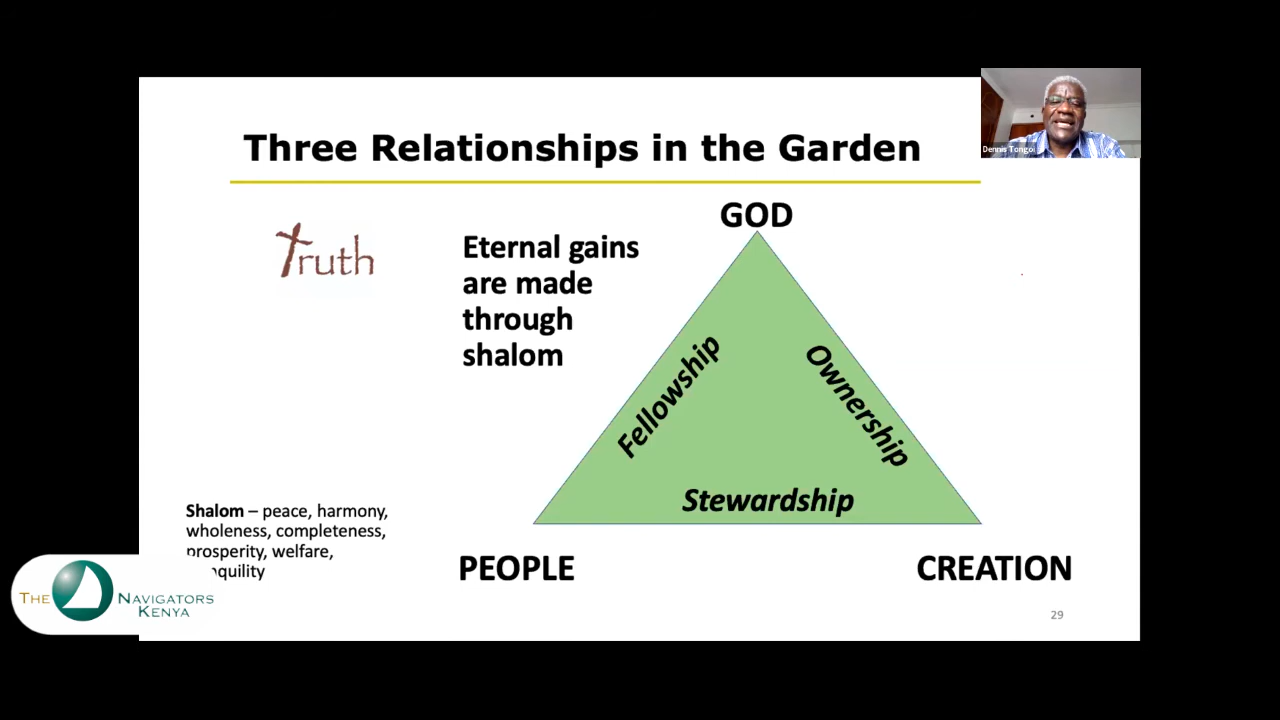 Three Relationships in the Garden
Dennis Tongoi
GOD
Truth
Eternal gains
are made
through
shalom
Fellowship
Ownership
Stewardship
Shalom – peace, harmony,
wholeness, completeness,
prosperity, welfare,
PEOPLE
CREATION
THE NAVIGATORS
KENYA
29